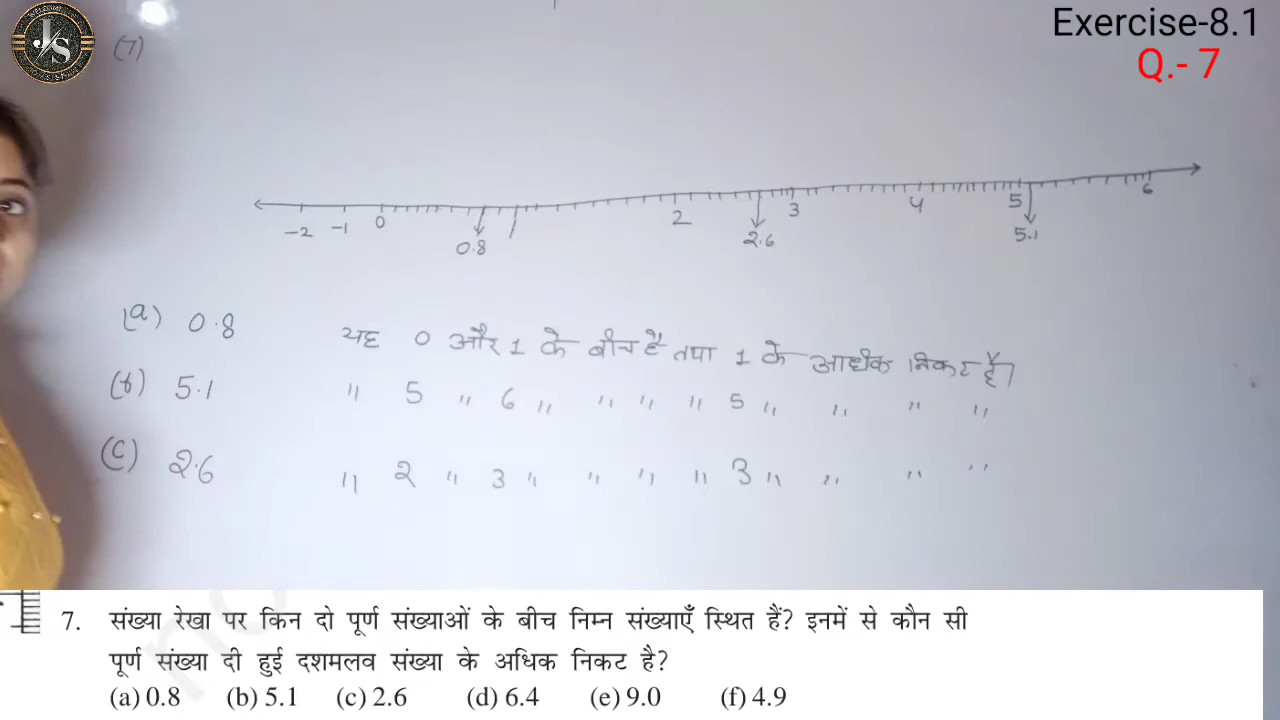 WELCOME
J/S
Exercise-8.1
Q.- 7
(7)
-2 -1 0 1 2 3 4 5 6
0.8 2.6 5.1
(a) 0.8 यह 0 और 1 के बीच है तथा 1 के अधिक निकट है।
(b) 5.1 " 5 " 6 " " " " 5 " " " "
(c) 2.6 " 2 " 3 " " " " 3 " " " "
7. संख्या रेखा पर किन दो पूर्ण संख्याओं के बीच निम्न संख्याएँ स्थित हैं? इनमें से कौन सी
पूर्ण संख्या दी हुई दशमलव संख्या के अधिक निकट है?
(a) 0.8 (b) 5.1 (c) 2.6 (d) 6.4 (e) 9.0 (f) 4.9